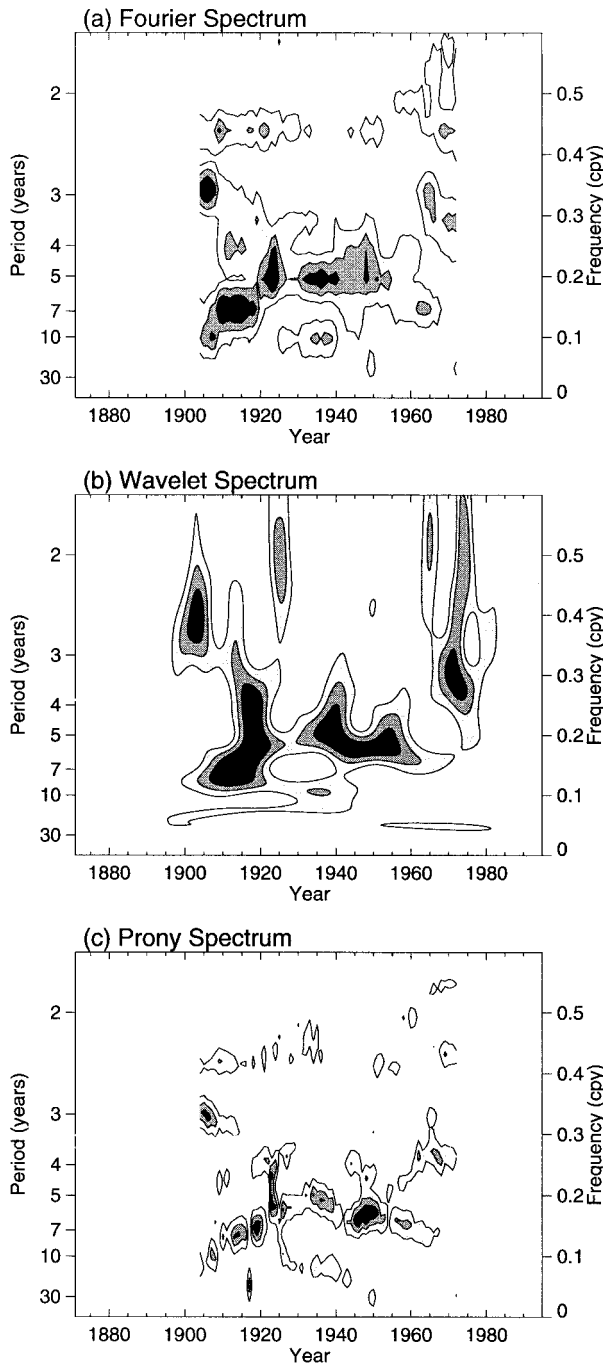 (a) Fourier Spectrum
Period (years)
2
3
4
5
7
10
30
Frequency (cpy)
0.5
0.4
0.3
0.2
0.1
0
1880 1900 1920 1940 1960 1980
Year
(b) Wavelet Spectrum
Period (years)
2
3
4
5
7
10
30
Frequency (cpy)
0.5
0.4
0.3
0.2
0.1
0
1880 1900 1920 1940 1960 1980
Year
(c) Prony Spectrum
Period (years)
2
3
4
5
7
10
30
Frequency (cpy)
0.5
0.4
0.3
0.2
0.1
0
1880 1900 1920 1940 1960 1980
Year